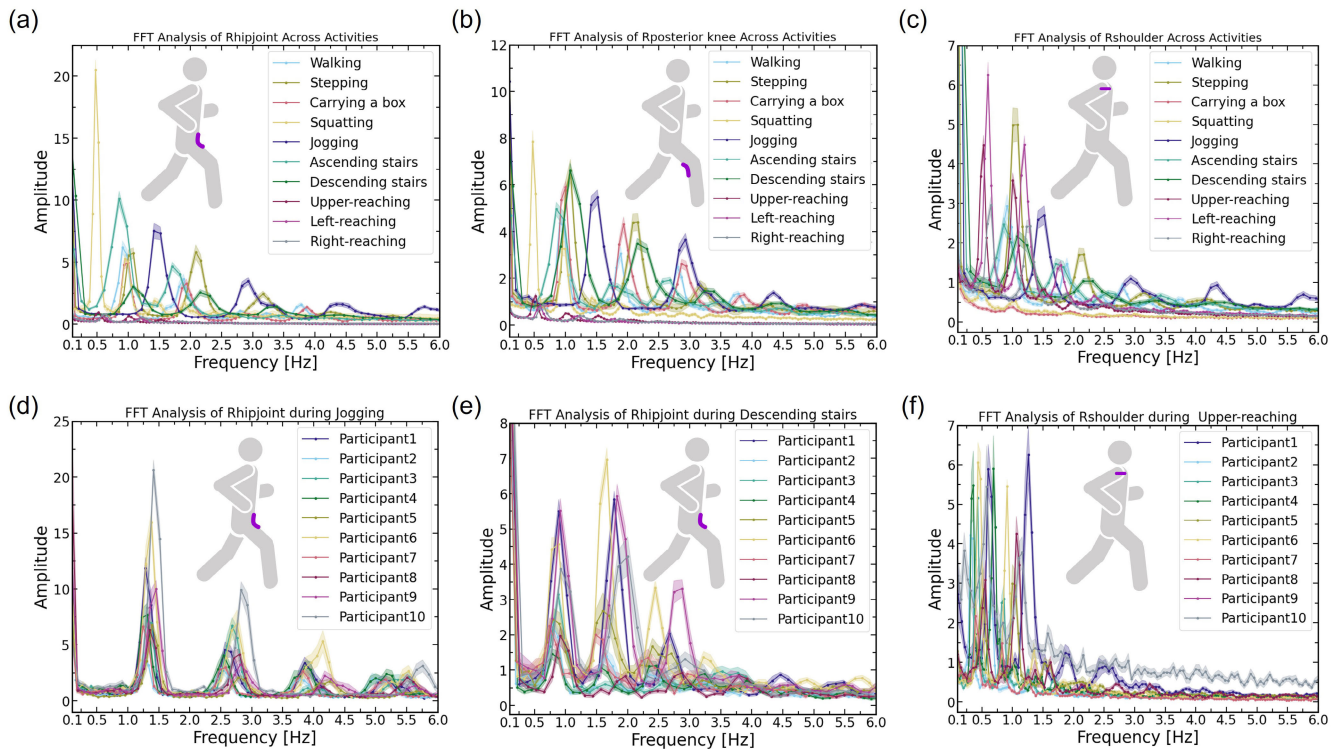 (a)
FFT Analysis of Rhipjoint Across Activities
Amplitude
20
15
10
5
0
Walking
Stepping
Carrying a box
Squatting
Jogging
Ascending stairs
Descending stairs
Upper-reaching
Left-reaching
Right-reaching
0.1 0.5 1.0 1.5 2.0 2.5 3.0 3.5 4.0 4.5 5.0 5.5 6.0
Frequency [Hz]
(b)
FFT Analysis of Rposterior knee Across Activities
Amplitude
12
10
8
6
4
2
0
Walking
Stepping
Carrying a box
Squatting
Jogging
Ascending stairs
Descending stairs
Upper-reaching
Left-reaching
Right-reaching
0.1 0.5 1.0 1.5 2.0 2.5 3.0 3.5 4.0 4.5 5.0 5.5 6.0
Frequency [Hz]
(c)
FFT Analysis of Rshoulder Across Activities
Amplitude
7
6
5
4
3
2
1
0
Walking
Stepping
Carrying a box
Squatting
Jogging
Ascending stairs
Descending stairs
Upper-reaching
Left-reaching
Right-reaching
0.1 0.5 1.0 1.5 2.0 2.5 3.0 3.5 4.0 4.5 5.0 5.5 6.0
Frequency [Hz]
(d)
FFT Analysis of Rhipjoint during Jogging
Amplitude
25
20
15
10
5
0
Participant1
Participant2
Participant3
Participant4
Participant5
Participant6
Participant7
Participant8
Participant9
Participant10
0.1 0.5 1.0 1.5 2.0 2.5 3.0 3.5 4.0 4.5 5.0 5.5 6.0
Frequency [Hz]
(e)
FFT Analysis of Rhipjoint during Descending stairs
Amplitude
8
7
6
5
4
3
2
1
0
Participant1
Participant2
Participant3
Participant4
Participant5
Participant6
Participant7
Participant8
Participant9
Participant10
0.1 0.5 1.0 1.5 2.0 2.5 3.0 3.5 4.0 4.5 5.0 5.5 6.0
Frequency [Hz]
(f)
FFT Analysis of Rshoulder during Upper-reaching
Amplitude
7
6
5
4
3
2
1
0
Participant1
Participant2
Participant3
Participant4
Participant5
Participant6
Participant7
Participant8
Participant9
Participant10
0.1 0.5 1.0 1.5 2.0 2.5 3.0 3.5 4.0 4.5 5.0 5.5 6.0
Frequency [Hz]